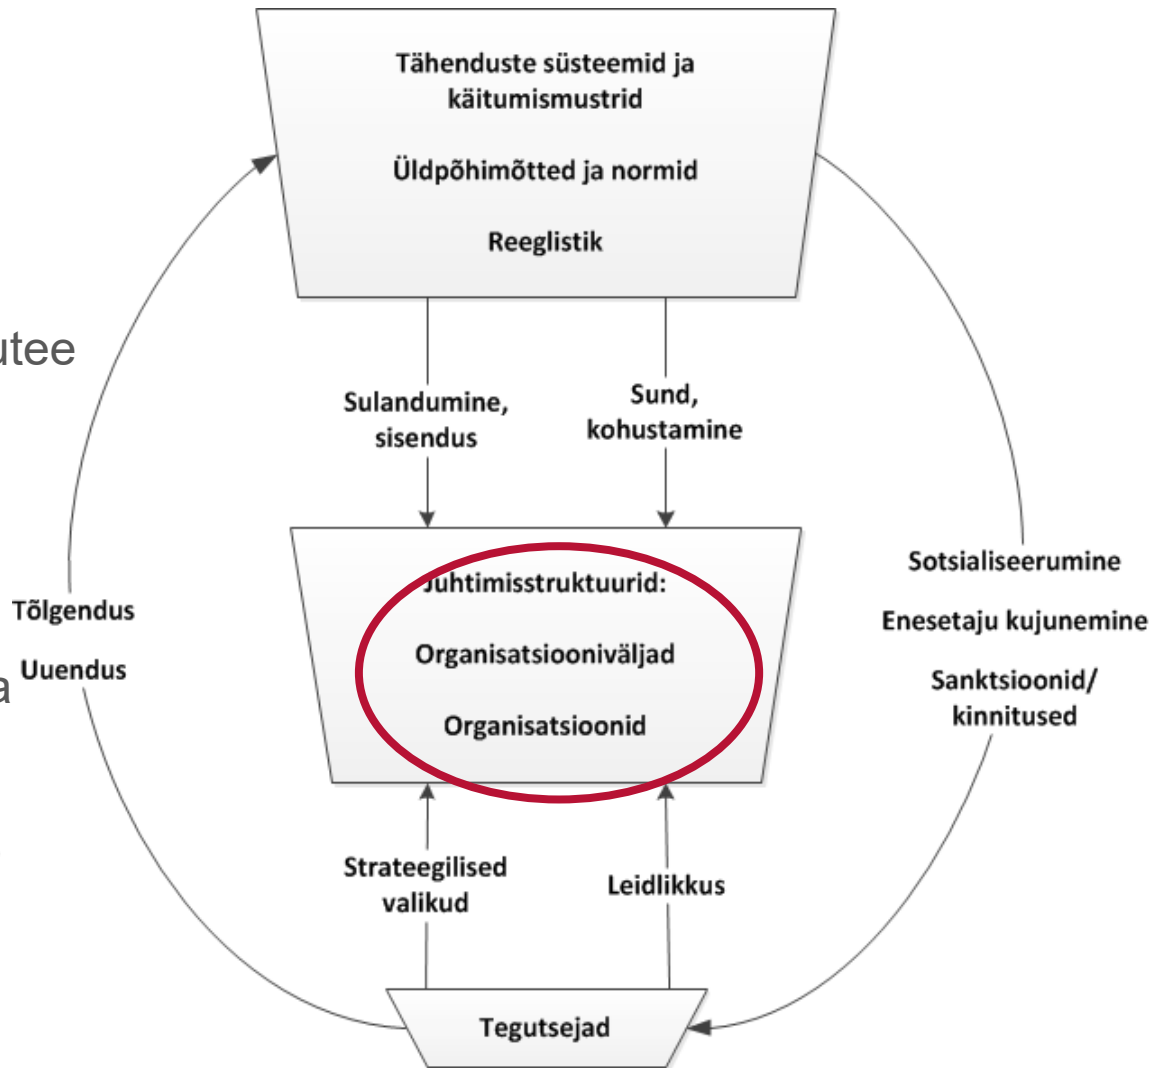 Tähenduste süsteemid ja
käitumismustrid
Üldpõhimõtted ja normid
Reeglistik
utee
Sulandumine,
sisendus
Sund,
kohustamine
Juhtimisstruktuurid:
Organisatsiooniväljad
Organisatsioonid
Tõlgendus
Uuendus
a
Sotsialiseerumine
Enesetaju kujunemine
Sanktsioonid/
kinnitused
Strateegilised
valikud
Leidlikkus
Tegutsejad